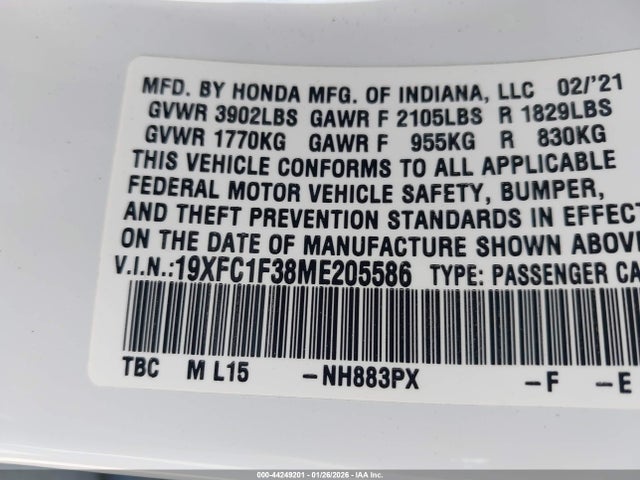 MFD. BY HONDA MFG. OF INDIANA, LLC 02/'21
GVWR 3902LBS GAWR F 2105LBS R 1829LBS
GVWR 1770KG GAWR F 955KG R 830KG
THIS VEHICLE CONFORMS TO ALL APPLICABLE
FEDERAL MOTOR VEHICLE SAFETY, BUMPER,
AND THEFT PREVENTION STANDARDS IN EFFECT
ON THE DATE OF MANUFACTURE SHOWN ABOVE
V.I.N.:19XFC1F38ME205586 TYPE: PASSENGER CA
TBC M L15 -NH883PX -F -E
000-44249201 - 01/26/2026 - IAA Inc.